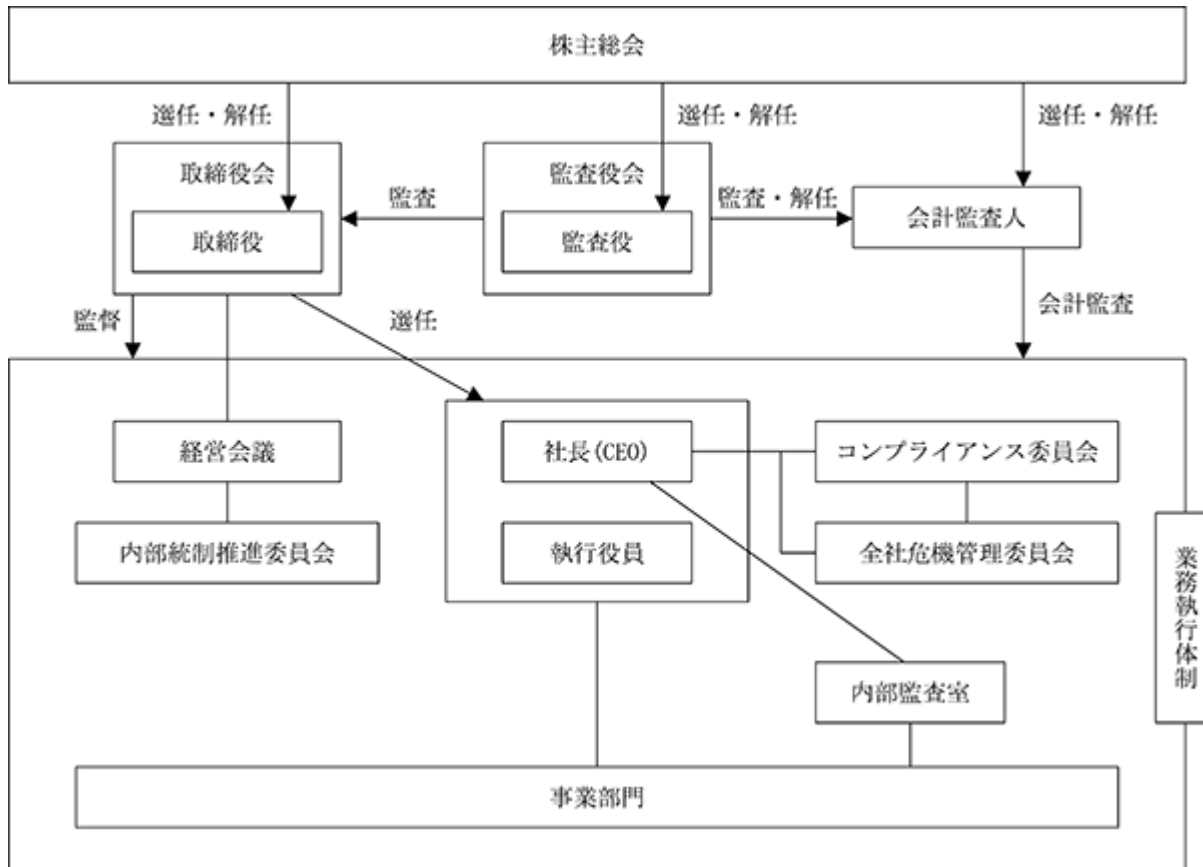 株主総会
選任・解任
選任・解任
選任・解任
取締役会
監査役会
監査
監査・解任
会計監査人
取締役
監査役
監督
選任
会計監査
経営会議
社長(CEO)
コンプライアンス委員会
内部統制推進委員会
執行役員
全社危機管理委員会
業務執行体制
内部監査室
事業部門